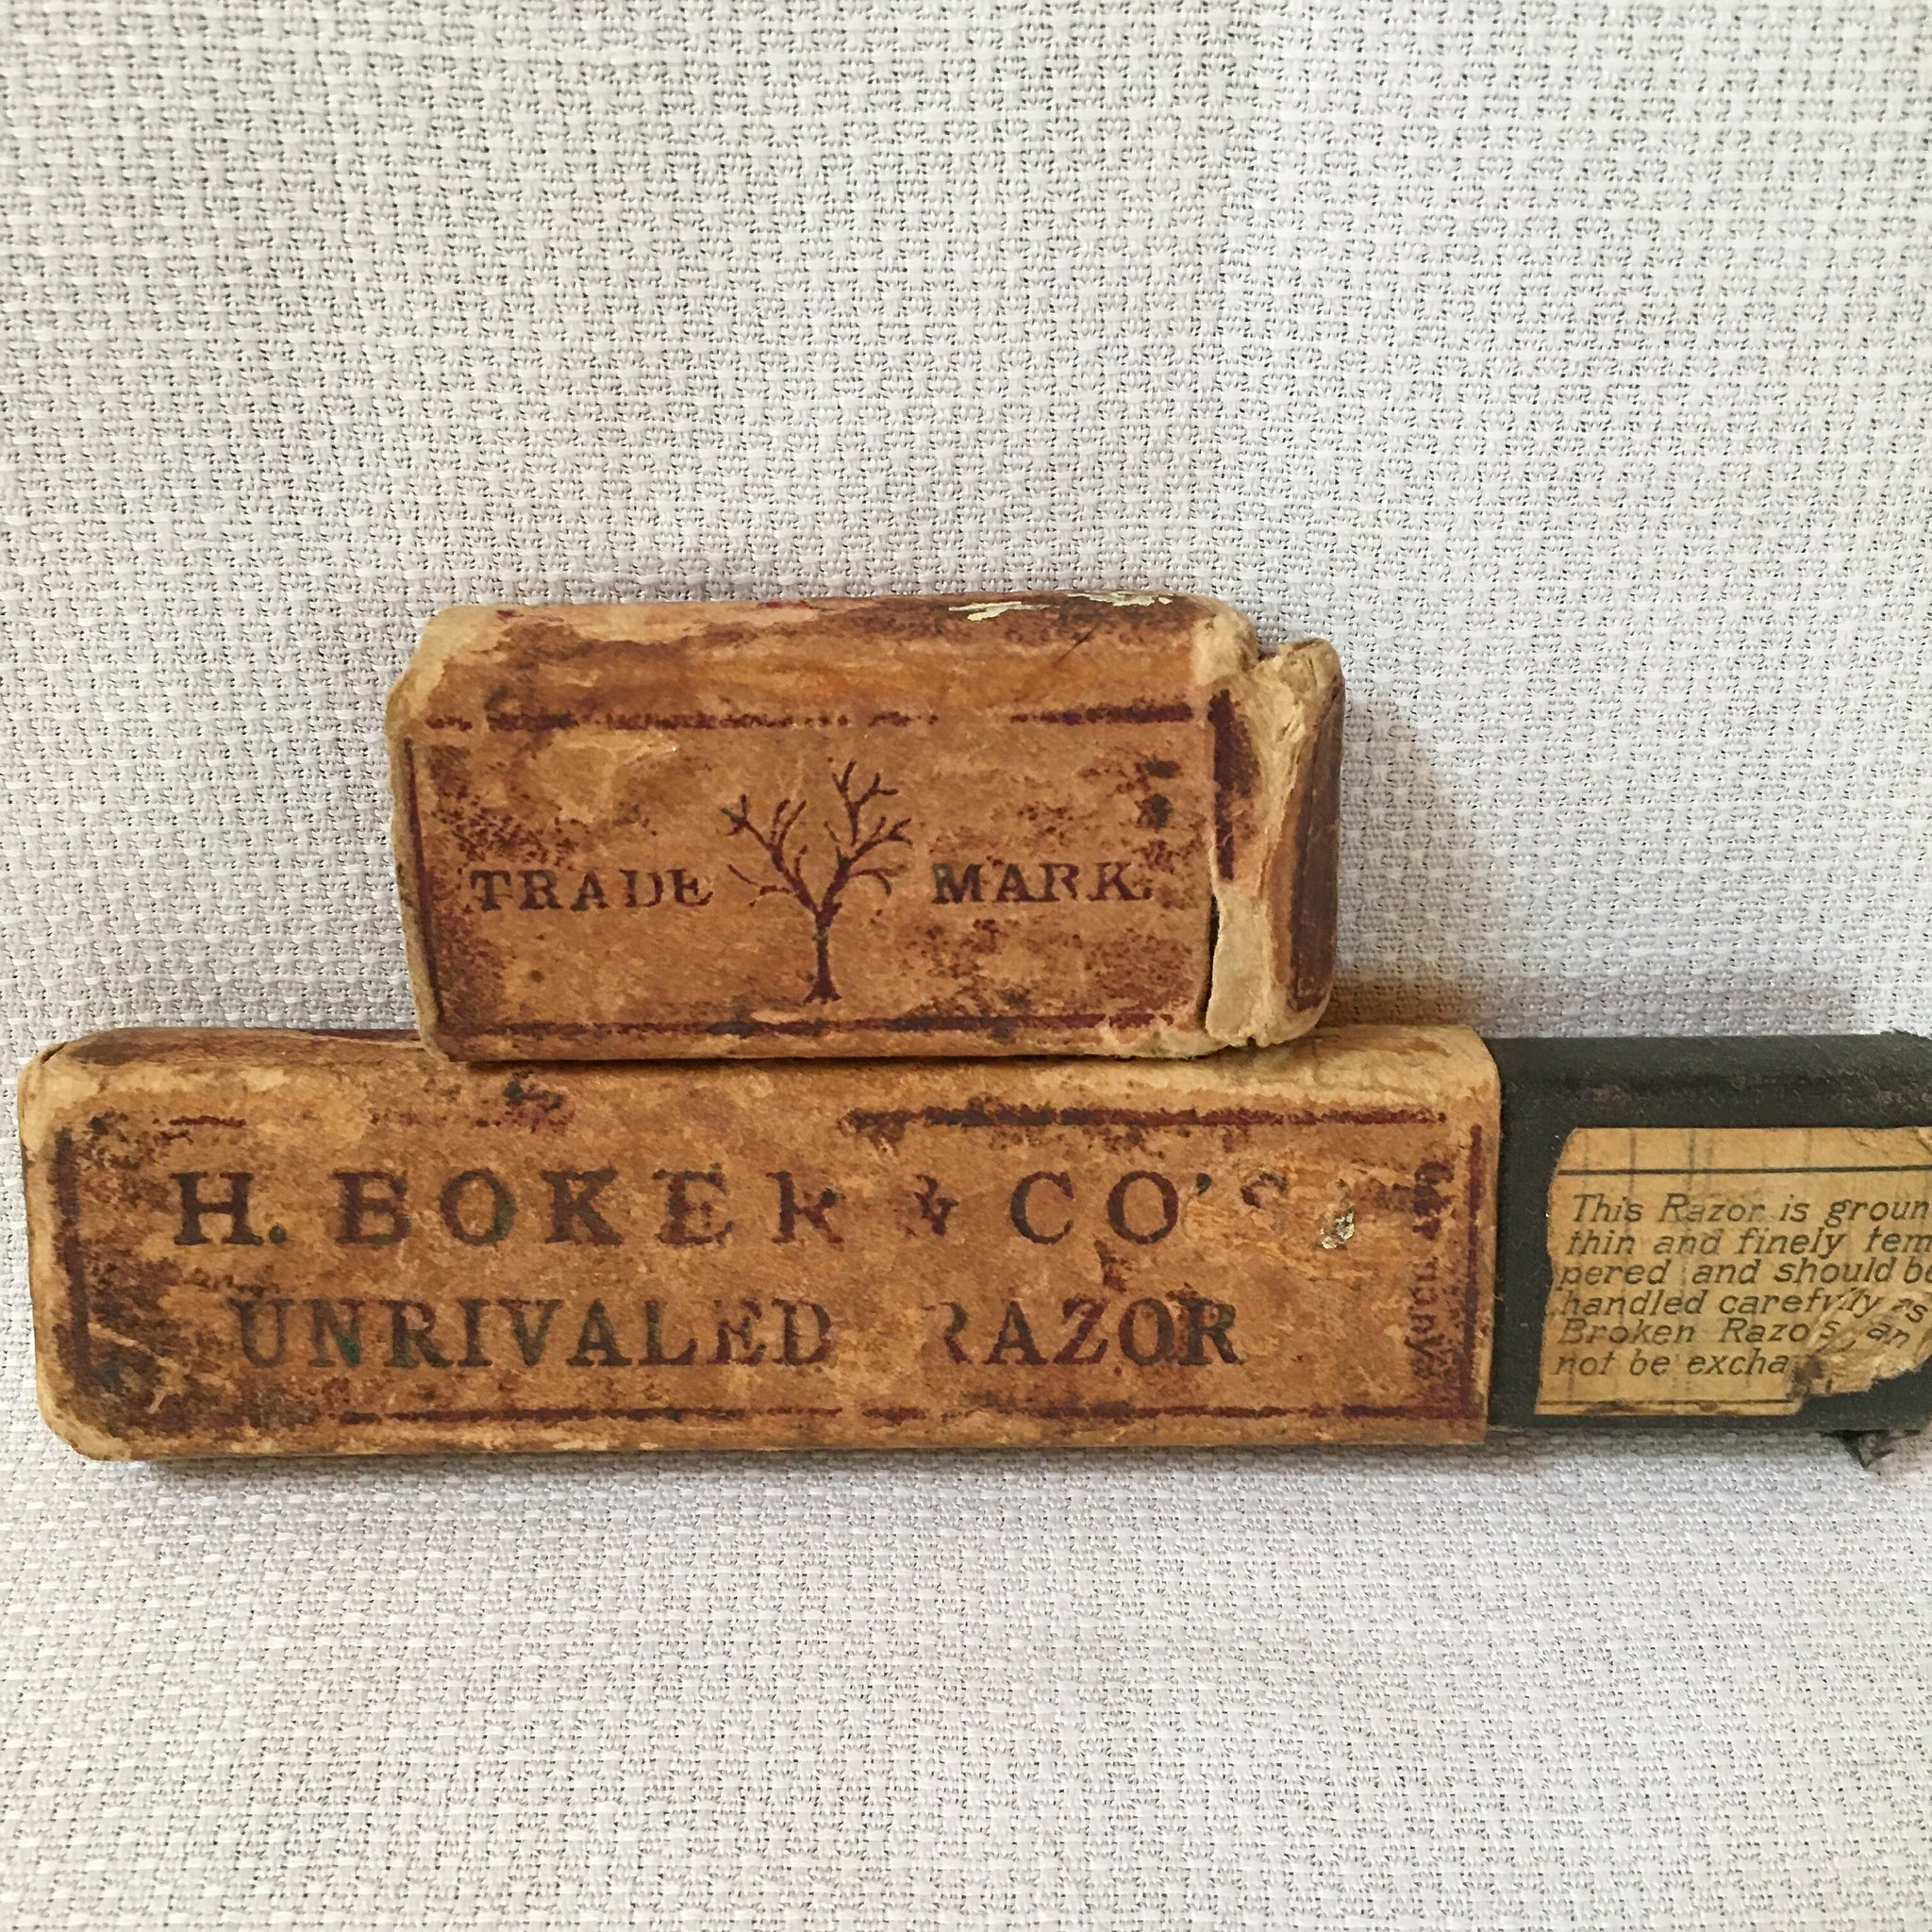 TRADE MARK
H. BOKER & CO'S
UNRIVALED RAZOR
This Razor is groun
thin and finely tem
pered and should be
handled carefully as
Broken Razors can
not be excha